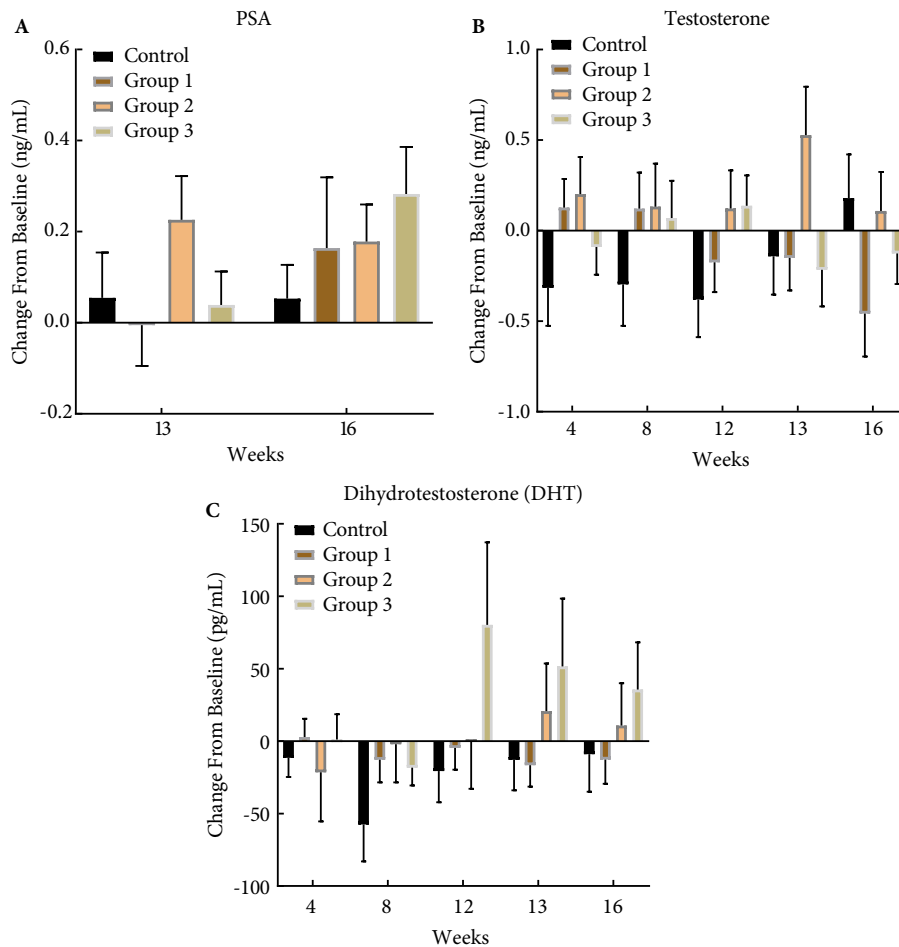 A
PSA
Change From Baseline (ng/mL)
0.6
0.4
0.2
0.0
-0.2
Control
Group 1
Group 2
Group 3
13
16
Weeks
B
Testosterone
Change From Baseline (ng/mL)
1.0
0.5
0.0
-0.5
-1.0
Control
Group 1
Group 2
Group 3
4
8
12
13
16
Weeks
C
Dihydrotestosterone (DHT)
Change From Baseline (pg/mL)
150
100
50
0
-50
-100
Control
Group 1
Group 2
Group 3
4
8
12
13
16
Weeks